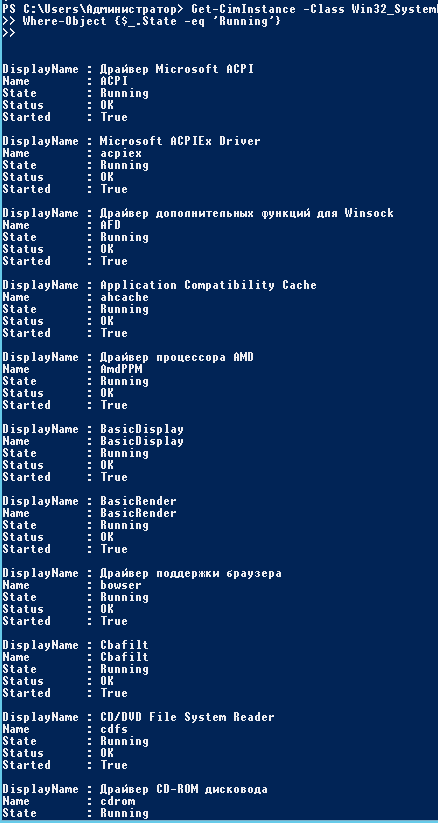 PS C:\Users\Администратор> Get-CimInstance -Class Win32_System
>> Where-Object {$_.State -eq 'Running'}
>>
DisplayName : Драйвер Microsoft ACPI
Name : ACPI
State : Running
Status : OK
Started : True
DisplayName : Microsoft ACPIEx Driver
Name : acpiex
State : Running
Status : OK
Started : True
DisplayName : Драйвер дополнительных функций для Winsock
Name : AFD
State : Running
Status : OK
Started : True
DisplayName : Application Compatibility Cache
Name : ahcache
State : Running
Status : OK
Started : True
DisplayName : Драйвер процессора AMD
Name : AmdPPM
State : Running
Status : OK
Started : True
DisplayName : BasicDisplay
Name : BasicDisplay
State : Running
Status : OK
Started : True
DisplayName : BasicRender
Name : BasicRender
State : Running
Status : OK
Started : True
DisplayName : Драйвер поддержки браузера
Name : bowser
State : Running
Status : OK
Started : True
DisplayName : Cbafilt
Name : Cbafilt
State : Running
Status : OK
Started : True
DisplayName : CD/DVD File System Reader
Name : cdfs
State : Running
Status : OK
Started : True
DisplayName : Драйвер CD-ROM дисковода
Name : cdrom
State : Running